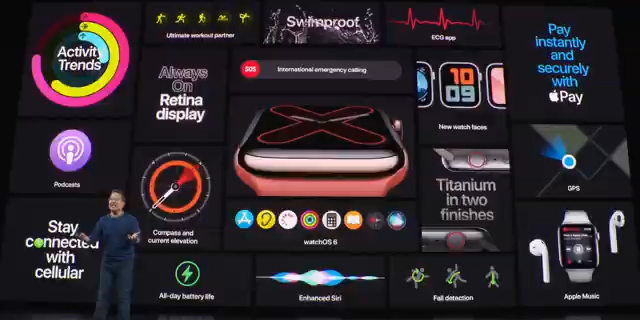 Activity
Trends
Ultimate workout partner
Swimproof
ECG app
Pay
instantly
and
securely
with
Pay
Always
On
Retina
display
SOS
International emergency calling
10
09
New watch faces
Podcasts
Compass and
current elevation
watchOS 6
Titanium
in two
finishes
GPS
Stay
connected
with
cellular
All-day battery life
Enhanced Siri
Fall detection
Apple Music